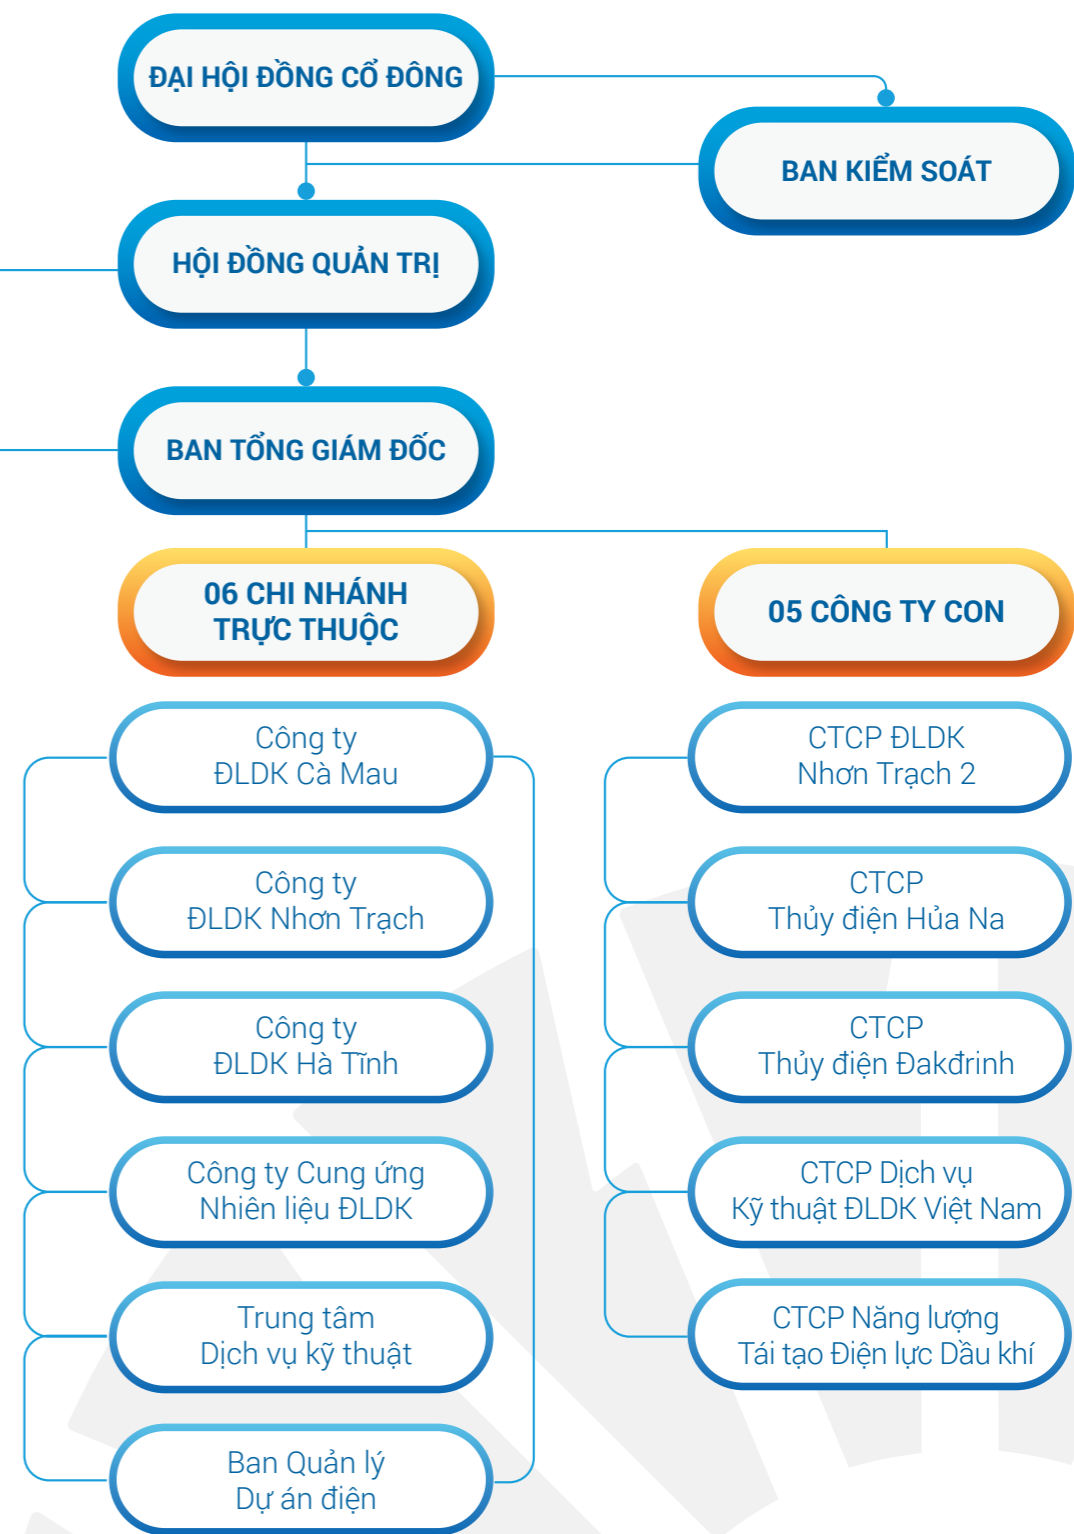 ĐẠI HỘI ĐỒNG CỔ ĐÔNG
BAN KIỂM SOÁT
HỘI ĐỒNG QUẢN TRỊ
BAN TỔNG GIÁM ĐỐC
06 CHI NHÁNH
TRỰC THUỘC
Công ty
ĐLDK Cà Mau
Công ty
ĐLDK Nhơn Trạch
Công ty
ĐLDK Hà Tĩnh
Công ty Cung ứng
Nhiên liệu ĐLDK
Trung tâm
Dịch vụ kỹ thuật
Ban Quản lý
Dự án điện
05 CÔNG TY CON
CTCP ĐLDK
Nhơn Trạch 2
CTCP
Thủy điện Hủa Na
CTCP
Thủy điện Đakđrinh
CTCP Dịch vụ
Kỹ thuật ĐLDK Việt Nam
CTCP Năng lượng
Tái tạo Điện lực Dầu khí